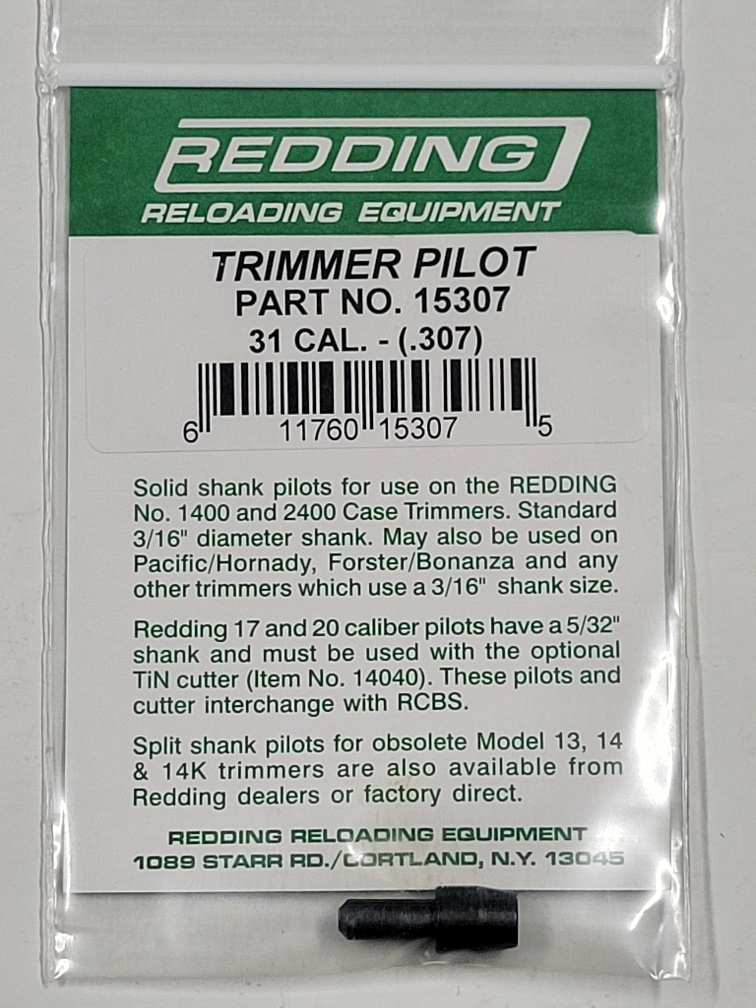 REDDING
RELOADING EQUIPMENT
TRIMMER PILOT
PART NO. 15307
31 CAL. - (.307)
6 11760 15307 5
Solid shank pilots for use on the REDDING
No. 1400 and 2400 Case Trimmers. Standard
3/16" diameter shank. May also be used on
Pacific/Hornady, Forster/Bonanza and any
other trimmers which use a 3/16" shank size.
Redding 17 and 20 caliber pilots have a 5/32"
shank and must be used with the optional
TiN cutter (Item No. 14040). These pilots and
cutter interchange with RCBS.
Split shank pilots for obsolete Model 13, 14
& 14K trimmers are also available from
Redding dealers or factory direct.
REDDING RELOADING EQUIPMENT
1089 STARR RD./CORTLAND, N.Y. 13045